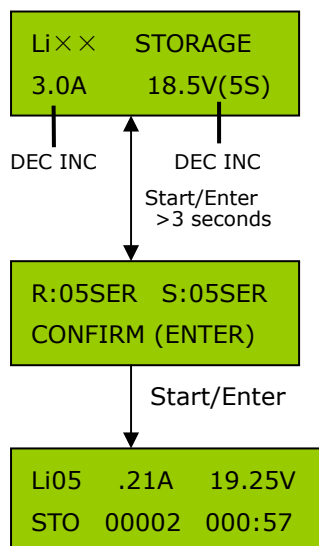 Li×× STORAGE
3.0A 18.5V(5S)
DEC INC DEC INC
Start/Enter
>3 seconds
R:05SER S:05SER
CONFIRM (ENTER)
Start/Enter
Li05 .21A 19.25V
STO 00002 000:57